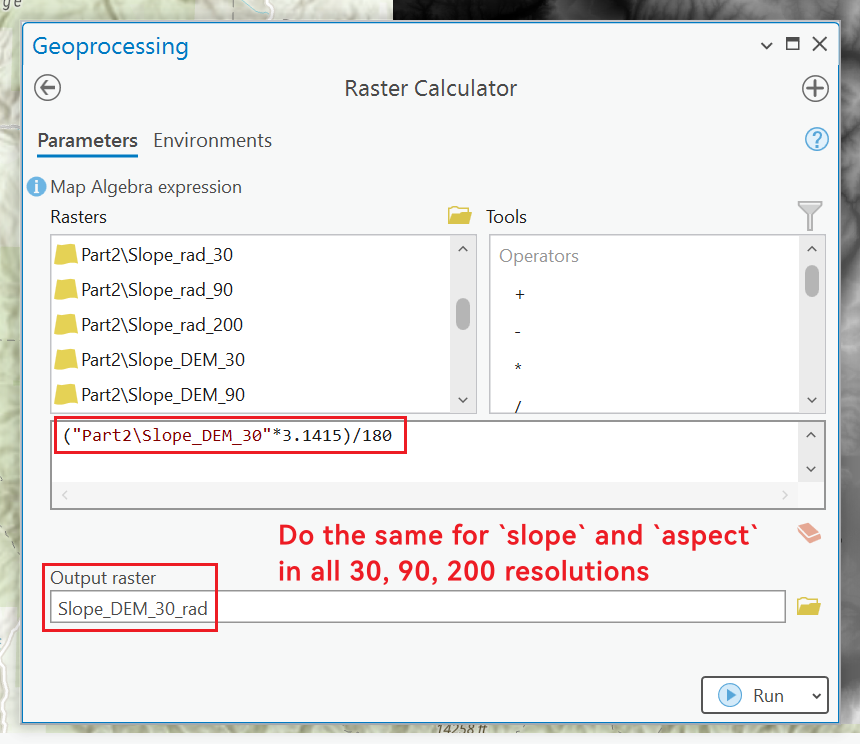 ge
Geoprocessing
Raster Calculator
Parameters Environments
Map Algebra expression
Rasters
Tools
Part2\Slope_rad_30
Part2\Slope_rad_90
Part2\Slope_rad_200
Part2\Slope_DEM_30
Part2\Slope_DEM_90
Operators
+
-
*
/
("Part2\Slope_DEM_30"*3.1415)/180
Do the same for `slope` and `aspect`
in all 30, 90, 200 resolutions
Output raster
Slope_DEM_30_rad
Run
14258 ft